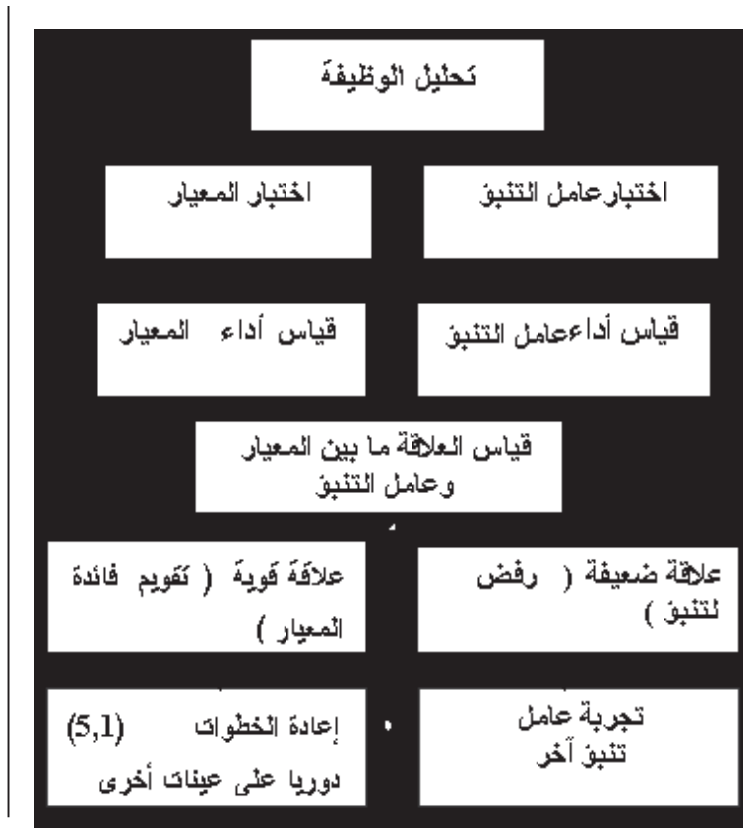 تحليل الوظيفة
اختبارعامل التنبؤ
اختبار المعيار
قياس أداءعامل التنبؤ
قياس أداء المعيار
قياس العلاقة ما بين المعيار
وعامل التنبؤ
علاقة ضعيفة ( رفض
لتنبؤ )
علاقة قوية ( تقويم فائدة
المعيار )
تجربة عامل
تنبؤ آخر
إعادة الخطوات (5,1)
دوريا على عينات أخرى